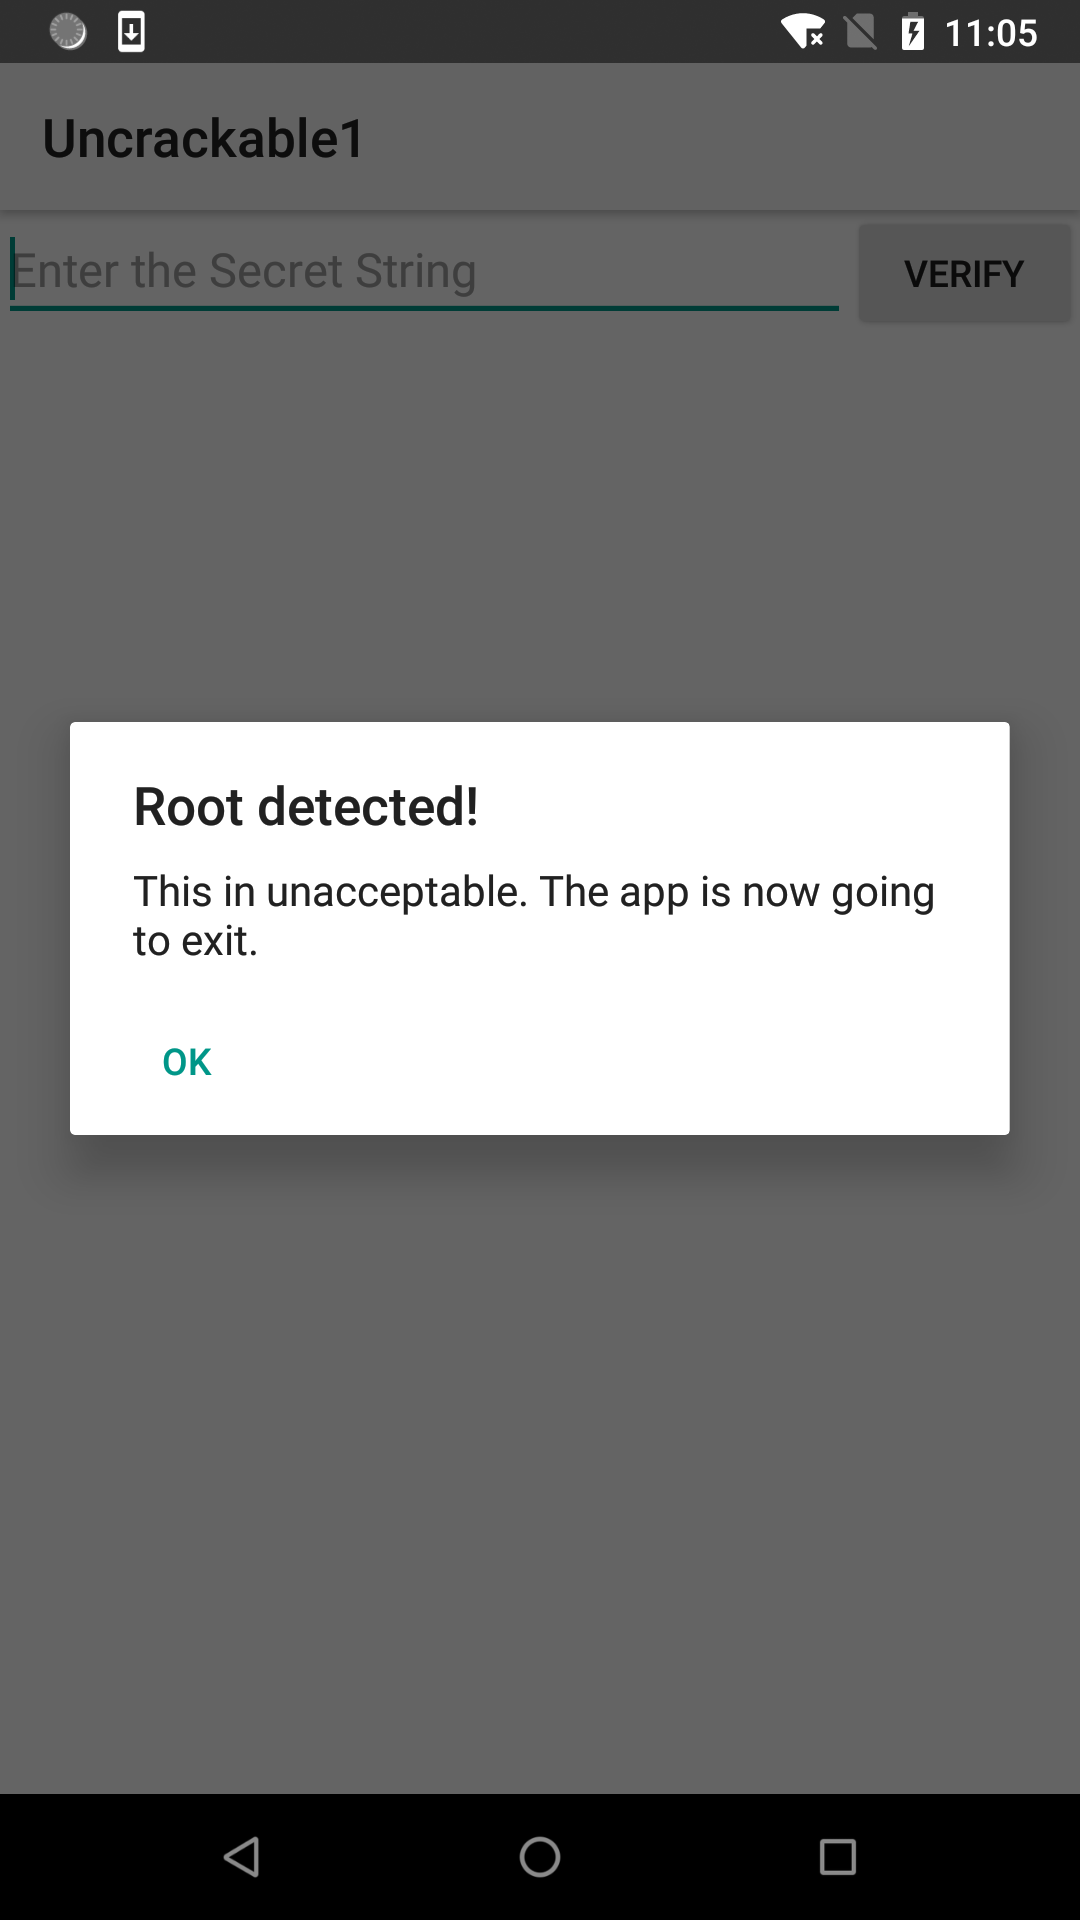 11:05
Uncrackable1
Enter the Secret String
VERIFY
Root detected!
This in unacceptable. The app is now going
to exit.
OK